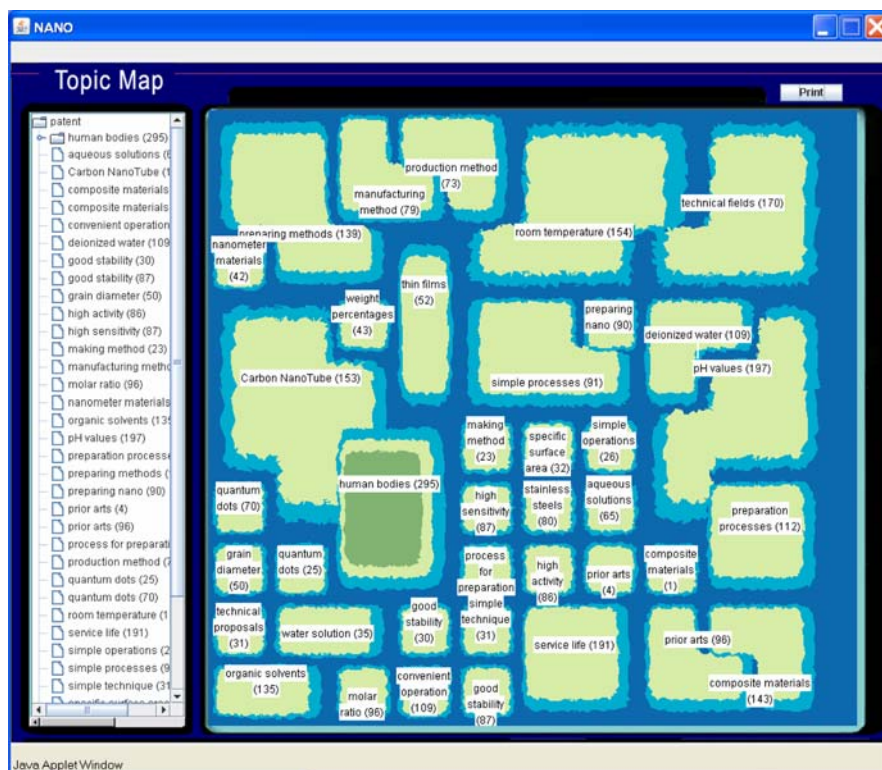 NANO
Topic Map
Print
patent
human bodies (295)
aqueous solutions (6
Carbon NanoTube (1
composite materials
composite materials
convenient operation
deionized water (109
good stability (30)
good stability (87)
grain diameter (50)
high activity (86)
high sensitivity (87)
making method (23)
manufacturing metho
molar ratio (96)
nanometer materials
organic solvents (135
pH values (197)
preparation processe
preparing methods (1
preparing nano (90)
prior arts (4)
prior arts (96)
process for preparati
production method (7
quantum dots (25)
quantum dots (70)
room temperature (1
service life (191)
simple operations (2
simple processes (9
simple technique (31
production method
(73)
manufacturing
method (79)
technical fields (170)
preparing methods (139)
room temperature (154)
nanometer
materials
(42)
thin films
(52)
weight
percentages
(43)
preparing
nano (90)
deionized water (109)
pH values (197)
Carbon NanoTube (153)
simple processes (91)
making
method
(23)
specific
surface
area (32)
simple
operations
(26)
human bodies (295)
quantum
dots (70)
high
sensitivity
(87)
stainless
steels
(80)
aqueous
solutions
(65)
preparation
processes (112)
grain
diameter
(50)
quantum
dots (25)
process
for
preparation
simple
technique
(31)
high
activity
(86)
prior arts
(4)
composite
materials
(1)
technical
proposals
(31)
water solution (35)
good
stability
(30)
service life (191)
prior arts (96)
organic solvents
(135)
molar
ratio (96)
convenient
operation
(109)
good
stability
(87)
composite materials
(143)
Java Applet Window